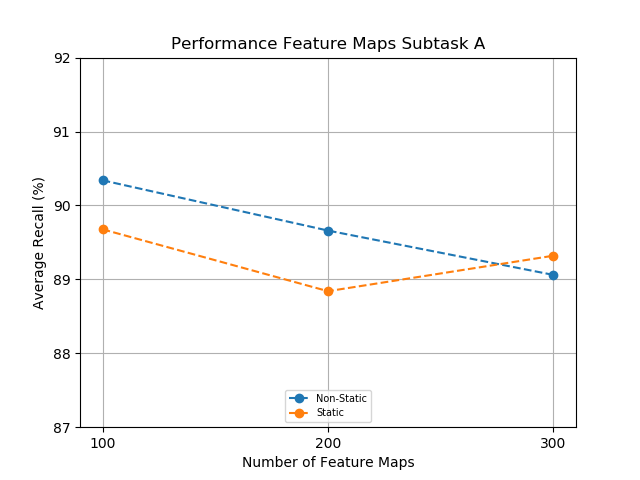 Performance Feature Maps Subtask A
92
91
90
89
88
87
Average Recall (%)
Non-Static
Static
100 200 300
Number of Feature Maps